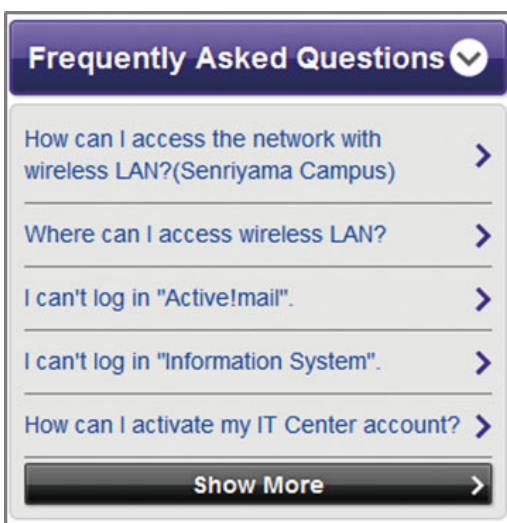 Frequently Asked Questions
How can I access the network with
wireless LAN?(Senriyama Campus)
Where can I access wireless LAN?
I can't log in "Active!mail".
I can't log in "Information System".
How can I activate my IT Center account?
Show More